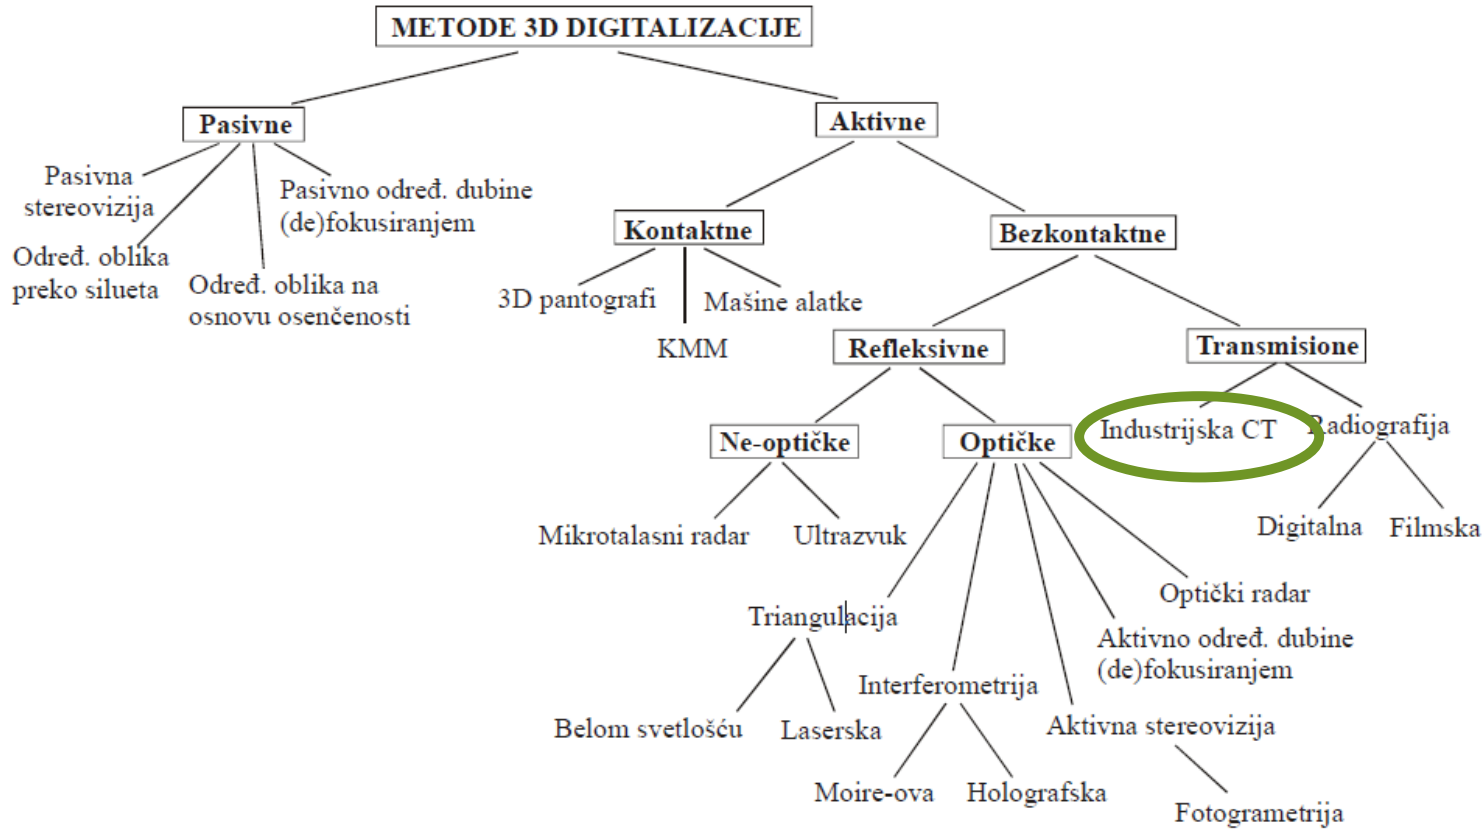 METODE 3D DIGITALIZACIJE
Pasivne
Aktivne
Pasivna
stereovizija
Pasivno određ. dubine
(de)fokusiranjem
Određ. oblika
preko silueta
Određ. oblika na
osnovu osenčenosti
Kontaktne
Bezkontaktne
3D pantografi
Mašine alatke
KMM
Refleksivne
Transmisione
Ne-optičke
Optičke
Industrijska CT
Radiografija
Mikrotalasni radar
Ultrazvuk
Digitalna
Filmska
Triangulacija
Optički radar
Aktivno određ. dubine
(de)fokusiranjem
Interferometrija
Belom svetlošću
Laserska
Aktivna stereovizija
Moire-ova
Holografska
Fotogrametrija